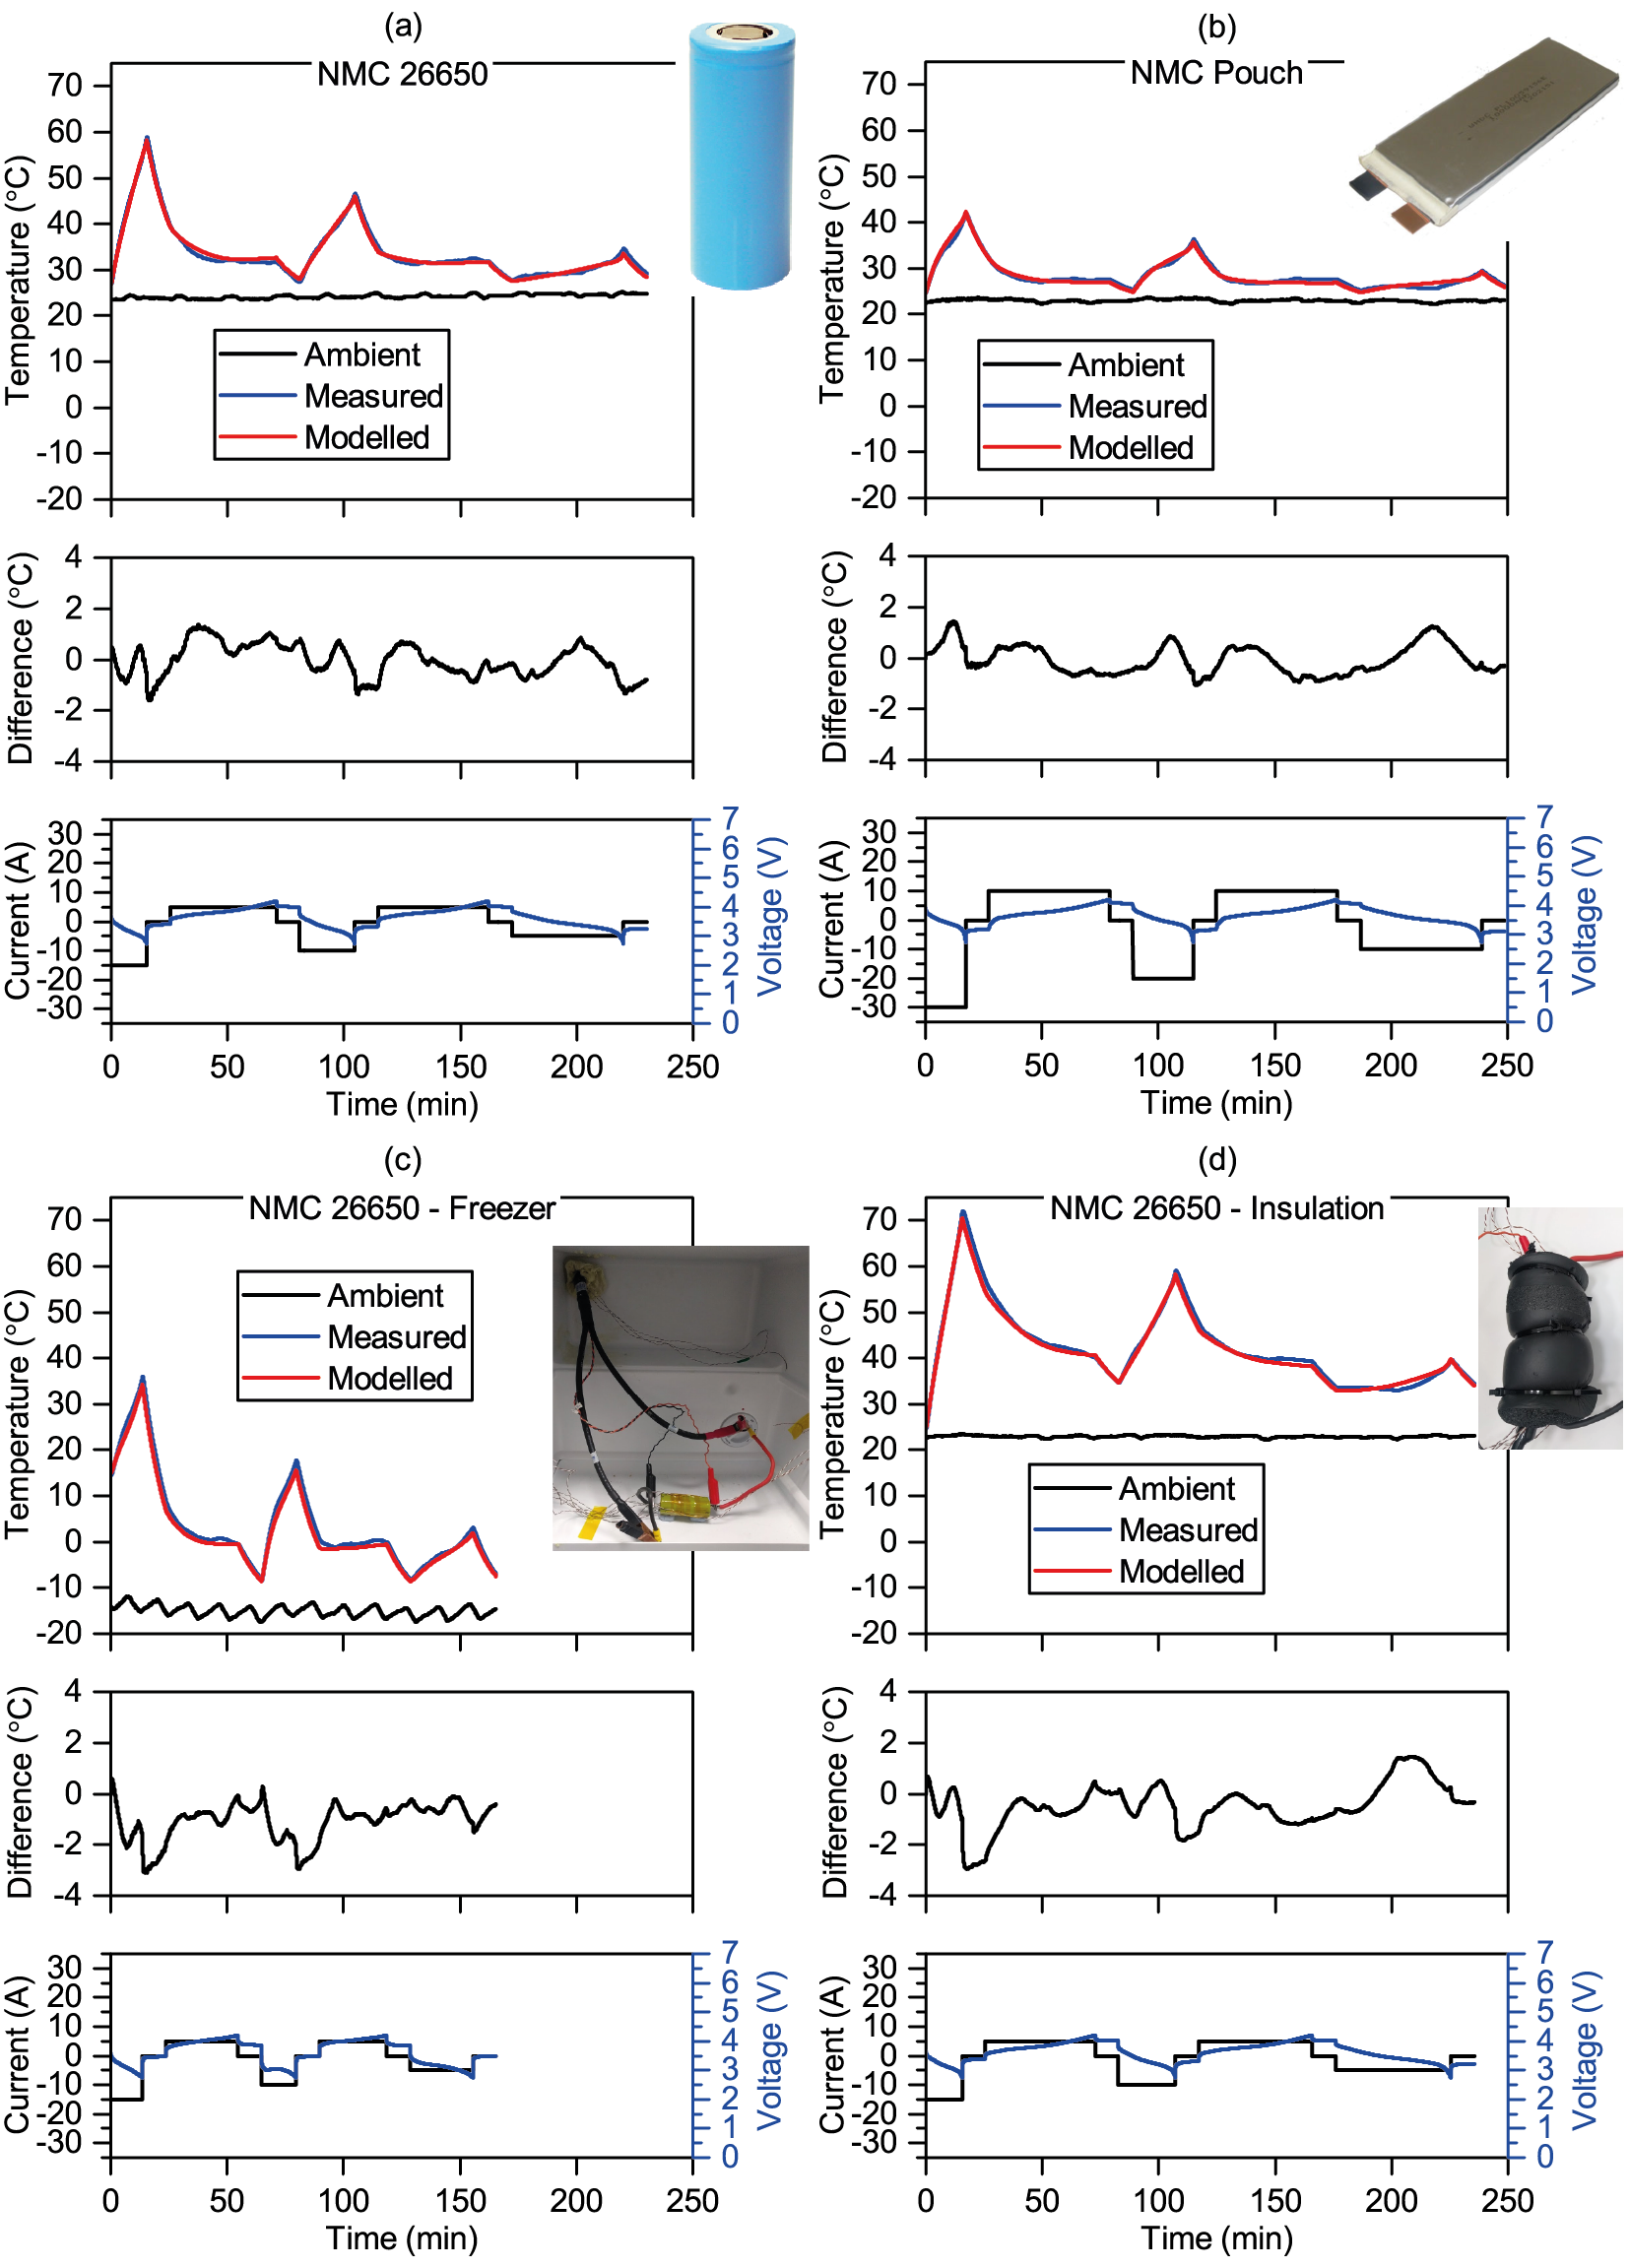 (a)
NMC 26650
70
60
50
40
30
20
10
0
-10
-20
Temperature (°C)
Ambient
Measured
Modelled
4
2
0
-2
-4
Difference (°C)
30
20
10
0
-10
-20
-30
Current (A)
7
6
5
4
3
2
1
0
Voltage (V)
0 50 100 150 200 250
Time (min)
(b)
NMC Pouch
70
60
50
40
30
20
10
0
-10
-20
Temperature (°C)
Ambient
Measured
Modelled
4
2
0
-2
-4
Difference (°C)
30
20
10
0
-10
-20
-30
Current (A)
7
6
5
4
3
2
1
0
Voltage (V)
0 50 100 150 200 250
Time (min)
(c)
NMC 26650 - Freezer
70
60
50
40
30
20
10
0
-10
-20
Temperature (°C)
Ambient
Measured
Modelled
4
2
0
-2
-4
Difference (°C)
30
20
10
0
-10
-20
-30
Current (A)
7
6
5
4
3
2
1
0
Voltage (V)
0 50 100 150 200 250
Time (min)
(d)
NMC 26650 - Insulation
70
60
50
40
30
20
10
0
-10
-20
Temperature (°C)
Ambient
Measured
Modelled
4
2
0
-2
-4
Difference (°C)
30
20
10
0
-10
-20
-30
Current (A)
7
6
5
4
3
2
1
0
Voltage (V)
0 50 100 150 200 250
Time (min)